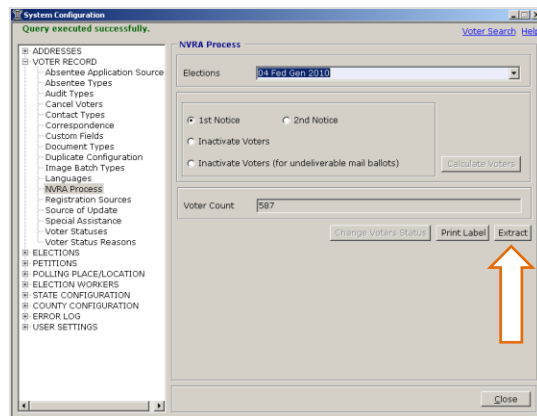 System Configuration
Query executed successfully.
Voter Search Help
ADDRESSES
VOTER RECORD
Absentee Application Source
Absentee Types
Audit Types
Cancel Voters
Contact Types
Correspondence
Custom Fields
Document Types
Duplicate Configuration
Image Batch Types
Languages
NVRA Process
Registration Sources
Source of Update
Special Assistance
Voter Statuses
Voter Status Reasons
ELECTIONS
PETITIONS
POLLING PLACE/LOCATION
ELECTION WORKERS
STATE CONFIGURATION
COUNTY CONFIGURATION
ERROR LOG
USER SETTINGS
NVRA Process
Elections 04 Fed Gen 2010
1st Notice 2nd Notice
Inactivate Voters
Inactivate Voters (for undeliverable mail ballots) Calculate Voters
Voter Count 587
Change Voters Status Print Label Extract
Close